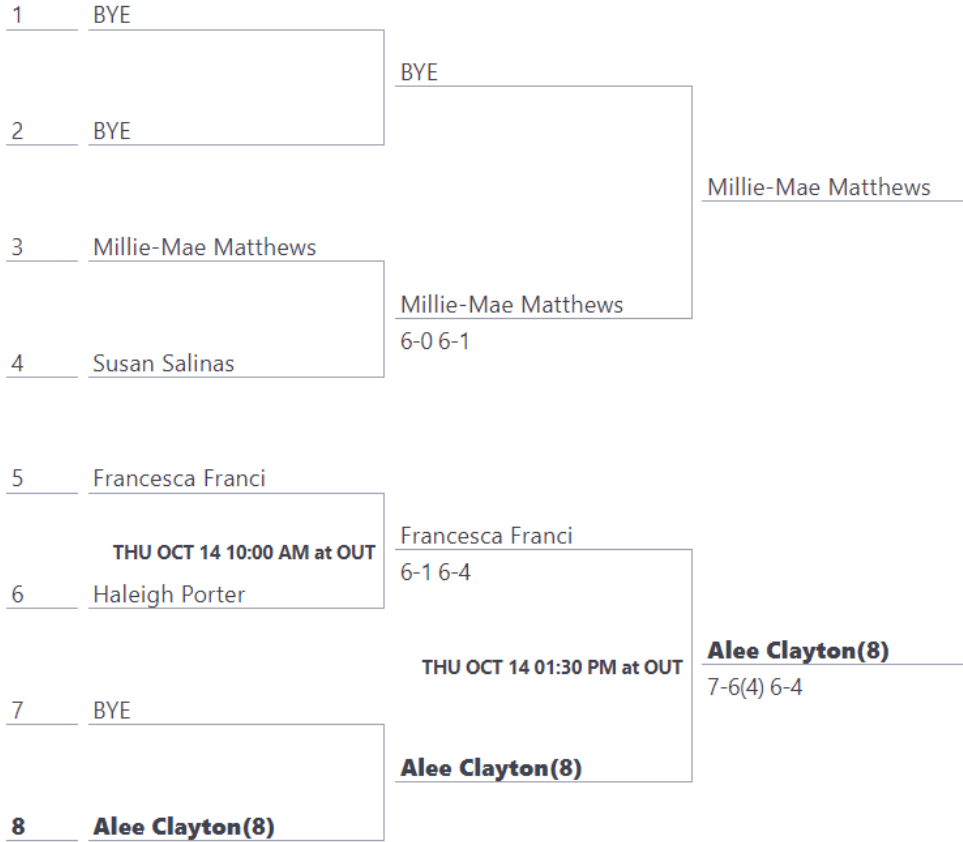 1 BYE
BYE
2 BYE
Millie-Mae Matthews
3 Millie-Mae Matthews
Millie-Mae Matthews
6-0 6-1
4 Susan Salinas
5 Francesca Franci
Francesca Franci
THU OCT 14 10:00 AM at OUT
6-1 6-4
6 Haleigh Porter
Alee Clayton(8)
THU OCT 14 01:30 PM at OUT
7-6(4) 6-4
7 BYE
Alee Clayton(8)
8 Alee Clayton(8)